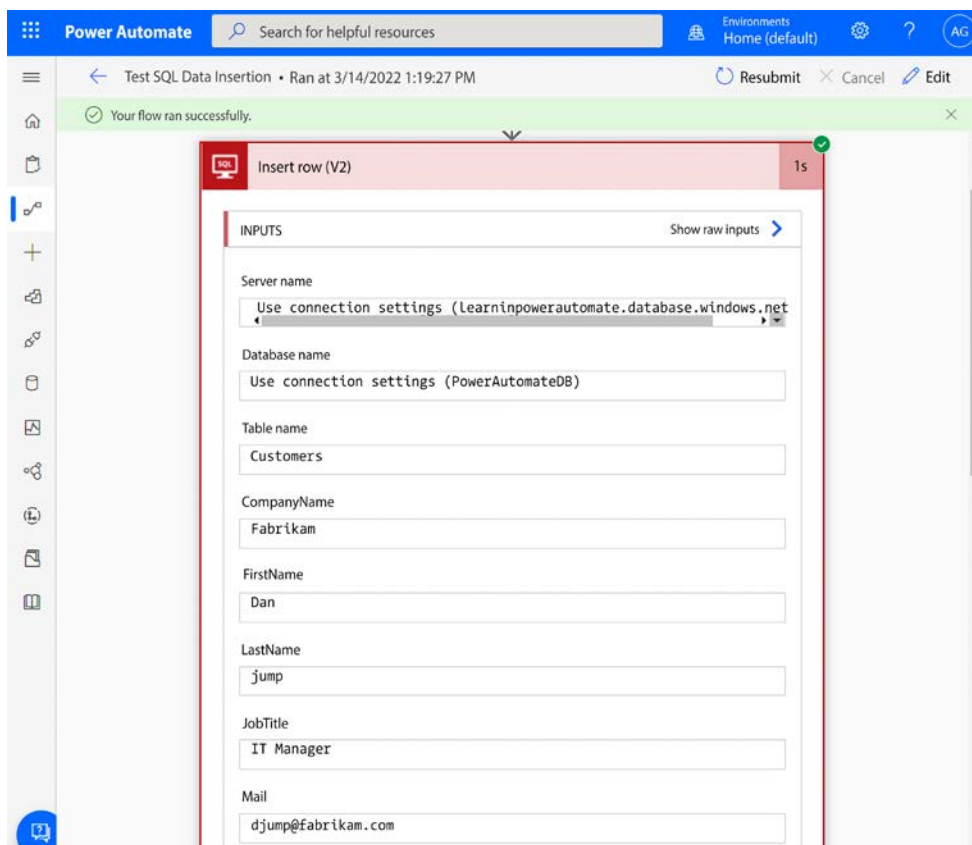 Power Automate
Search for helpful resources
Environments
Home (default)
?
AG
Test SQL Data Insertion • Ran at 3/14/2022 1:19:27 PM
Resubmit
Cancel
Edit
Your flow ran successfully.
SQL
Insert row (V2)
1s
INPUTS
Show raw inputs
Server name
Use connection settings (learninpowerautomate.database.windows.net
Database name
Use connection settings (PowerAutomateDB)
Table name
Customers
CompanyName
Fabrikam
FirstName
Dan
LastName
jump
JobTitle
IT Manager
Mail
djump@fabrikam.com